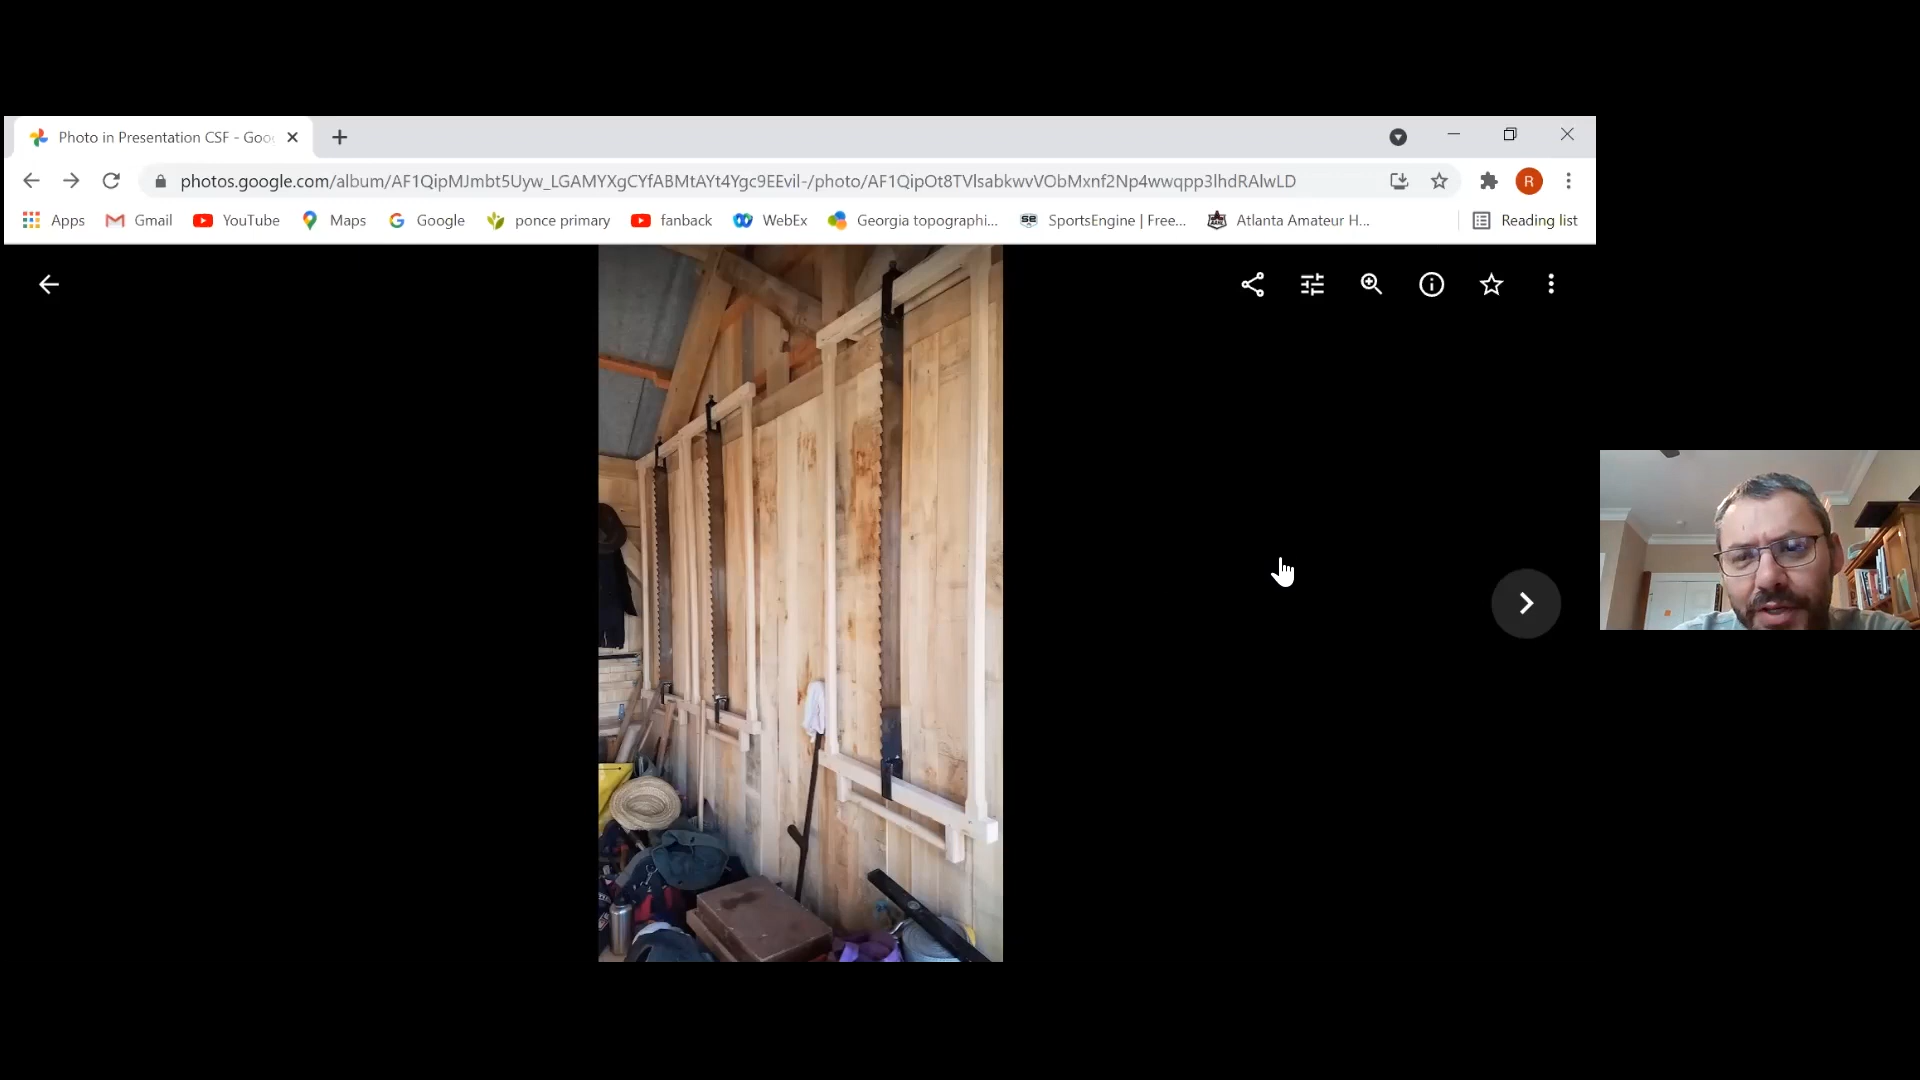 Photo in Presentation CSF - Goo
photos.google.com/album/AF1QipMJmbt5Uyw_LGAMYXgCYfABMtAYt4Ygc9EEvil-/photo/AF1QipOt8TVlsabkwvVObMxnf2Np4wwqpp3lhdRAlwLD
R
Apps
Gmail
YouTube
Maps
Google
ponce primary
fanback
WebEx
Georgia topographi...
SE
SportsEngine | Free...
Atlanta Amateur H...
Reading list